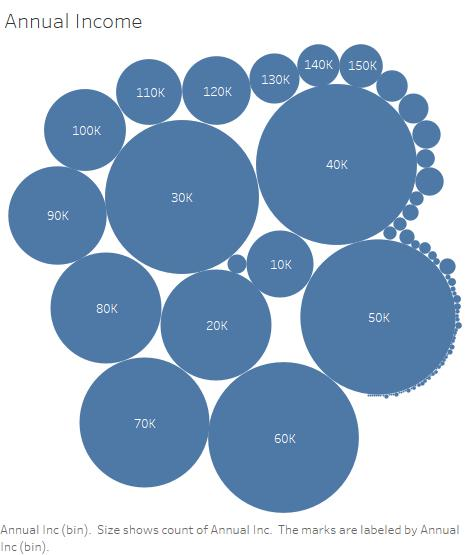 Annual Income
140K
150K
130K
110K
120K
100K
40K
30K
90K
10K
80K
50K
20K
70K
60K
Annual Inc (bin).  Size shows count of Annual Inc.  The marks are labeled by Annual
Inc (bin).